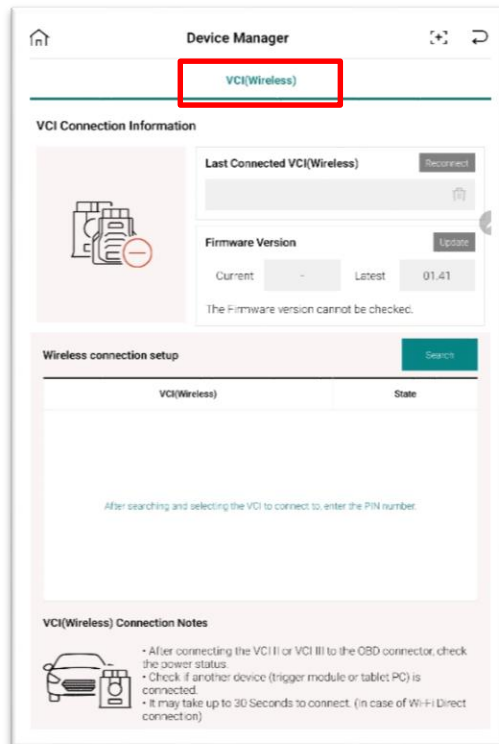 Device Manager
VCI(Wireless)
VCI Connection Information
Last Connected VCI(Wireless)
Reconnect
Firmware Version
Update
Current
-
Latest
01.41
The Firmware version cannot be checked.
Wireless connection setup
Search
VCI(Wireless)
State
After searching and selecting the VCI to connect to, enter the PIN number.
VCI(Wireless) Connection Notes
• After connecting the VCI II or VCI III to the OBD connector, check
the power status.
• Check if another device (trigger module or tablet PC) is
connected.
• It may take up to 30 Seconds to connect. (In case of Wi-Fi Direct
connection)